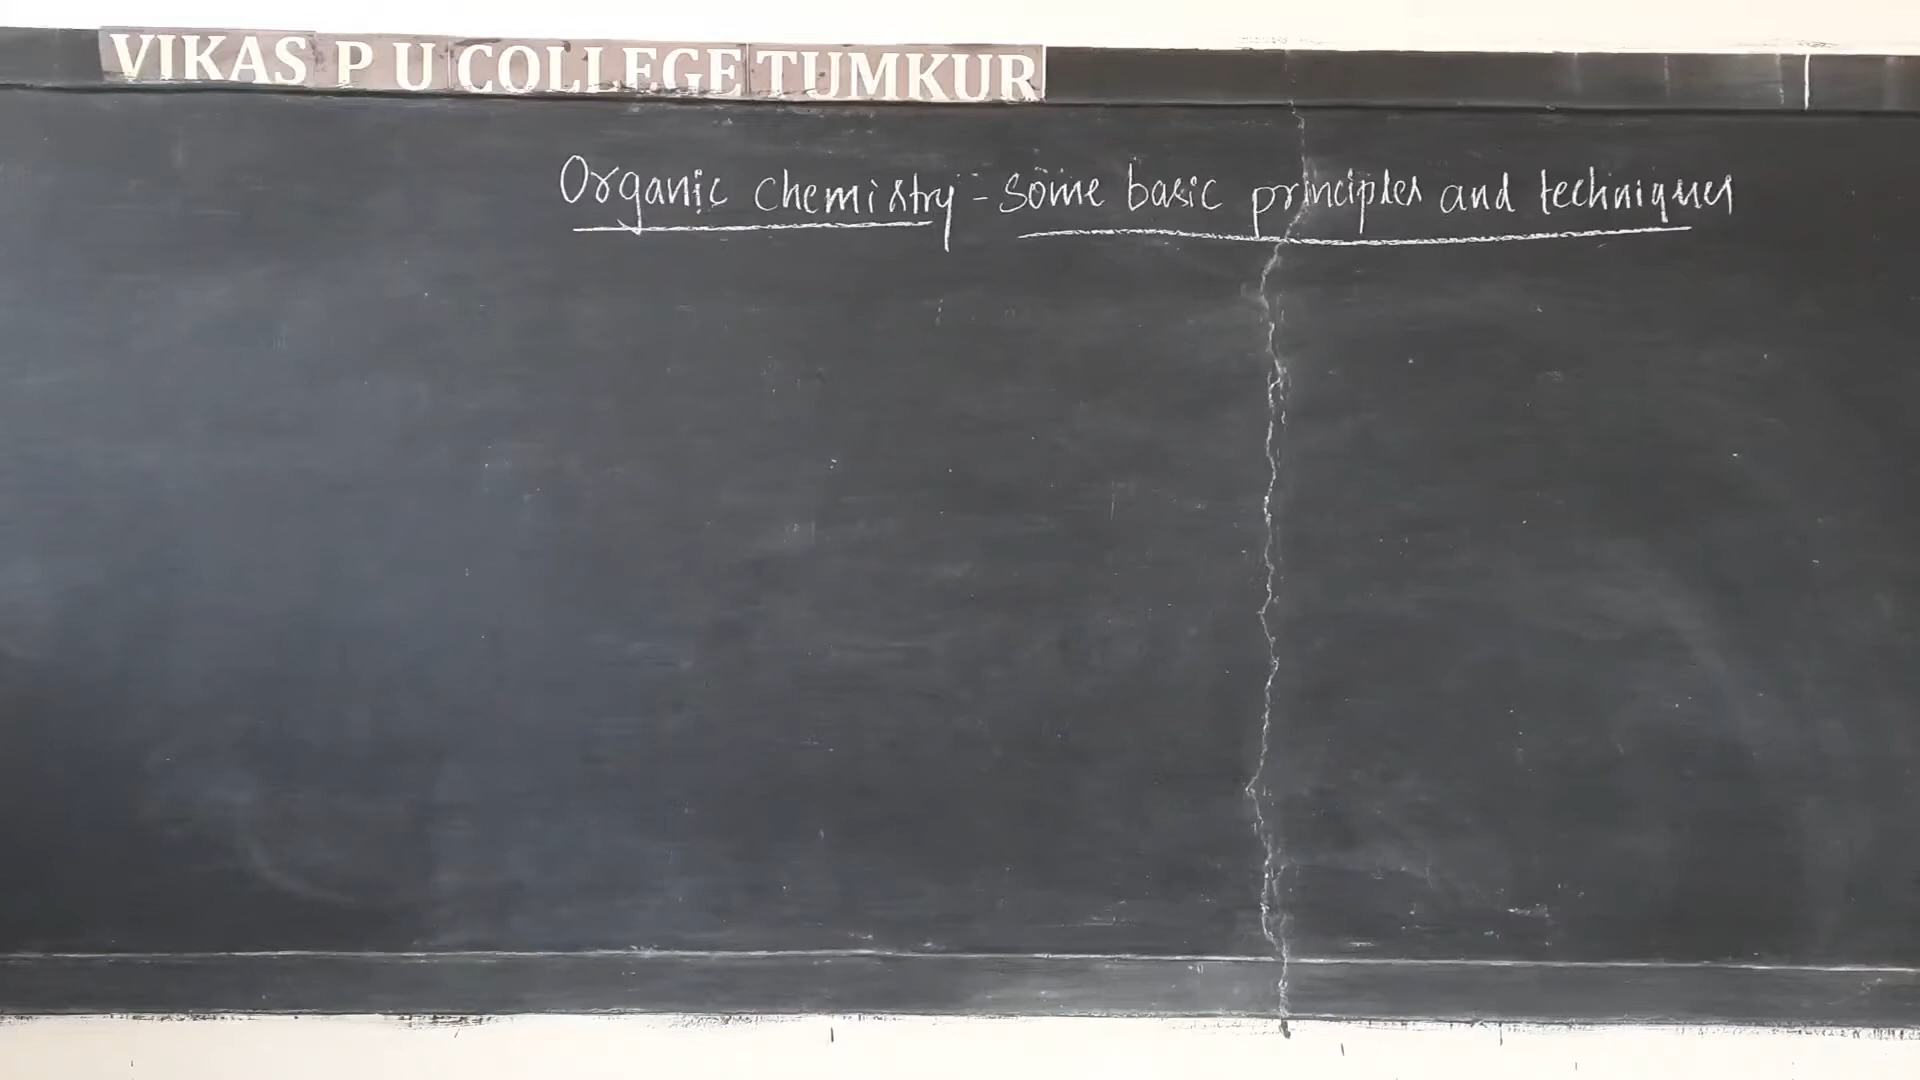 VIKAS P U COLLEGE TUMKUR
Organic chemistry - some basic principles and techniques